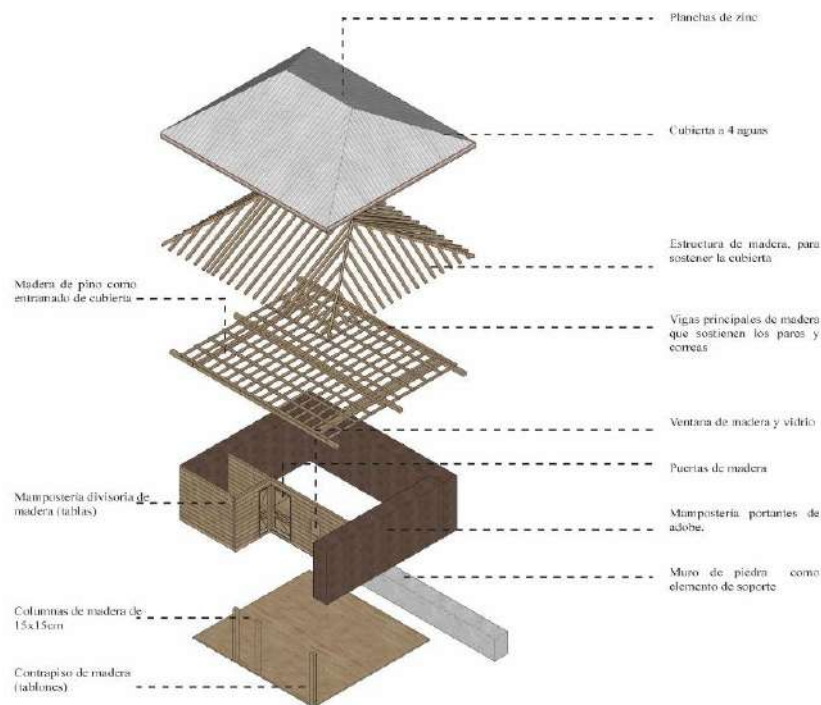 Planchas de zinc
Cubierta a 4 aguas
Estructura de madera, para
sostener la cubierta
Madera de pino como
entramado de cubierta
Vigas principales de madera
que sostienen los pares y
correas
Ventana de madera y vidrio
Puertas de madera
Mampostería divisoria de
madera (tablas)
Mampostería portantes de
adobe.
Muro de piedra como
elemento de soporte
Columnas de madera de
15x15cm
Contrapiso de madera
(tablones)